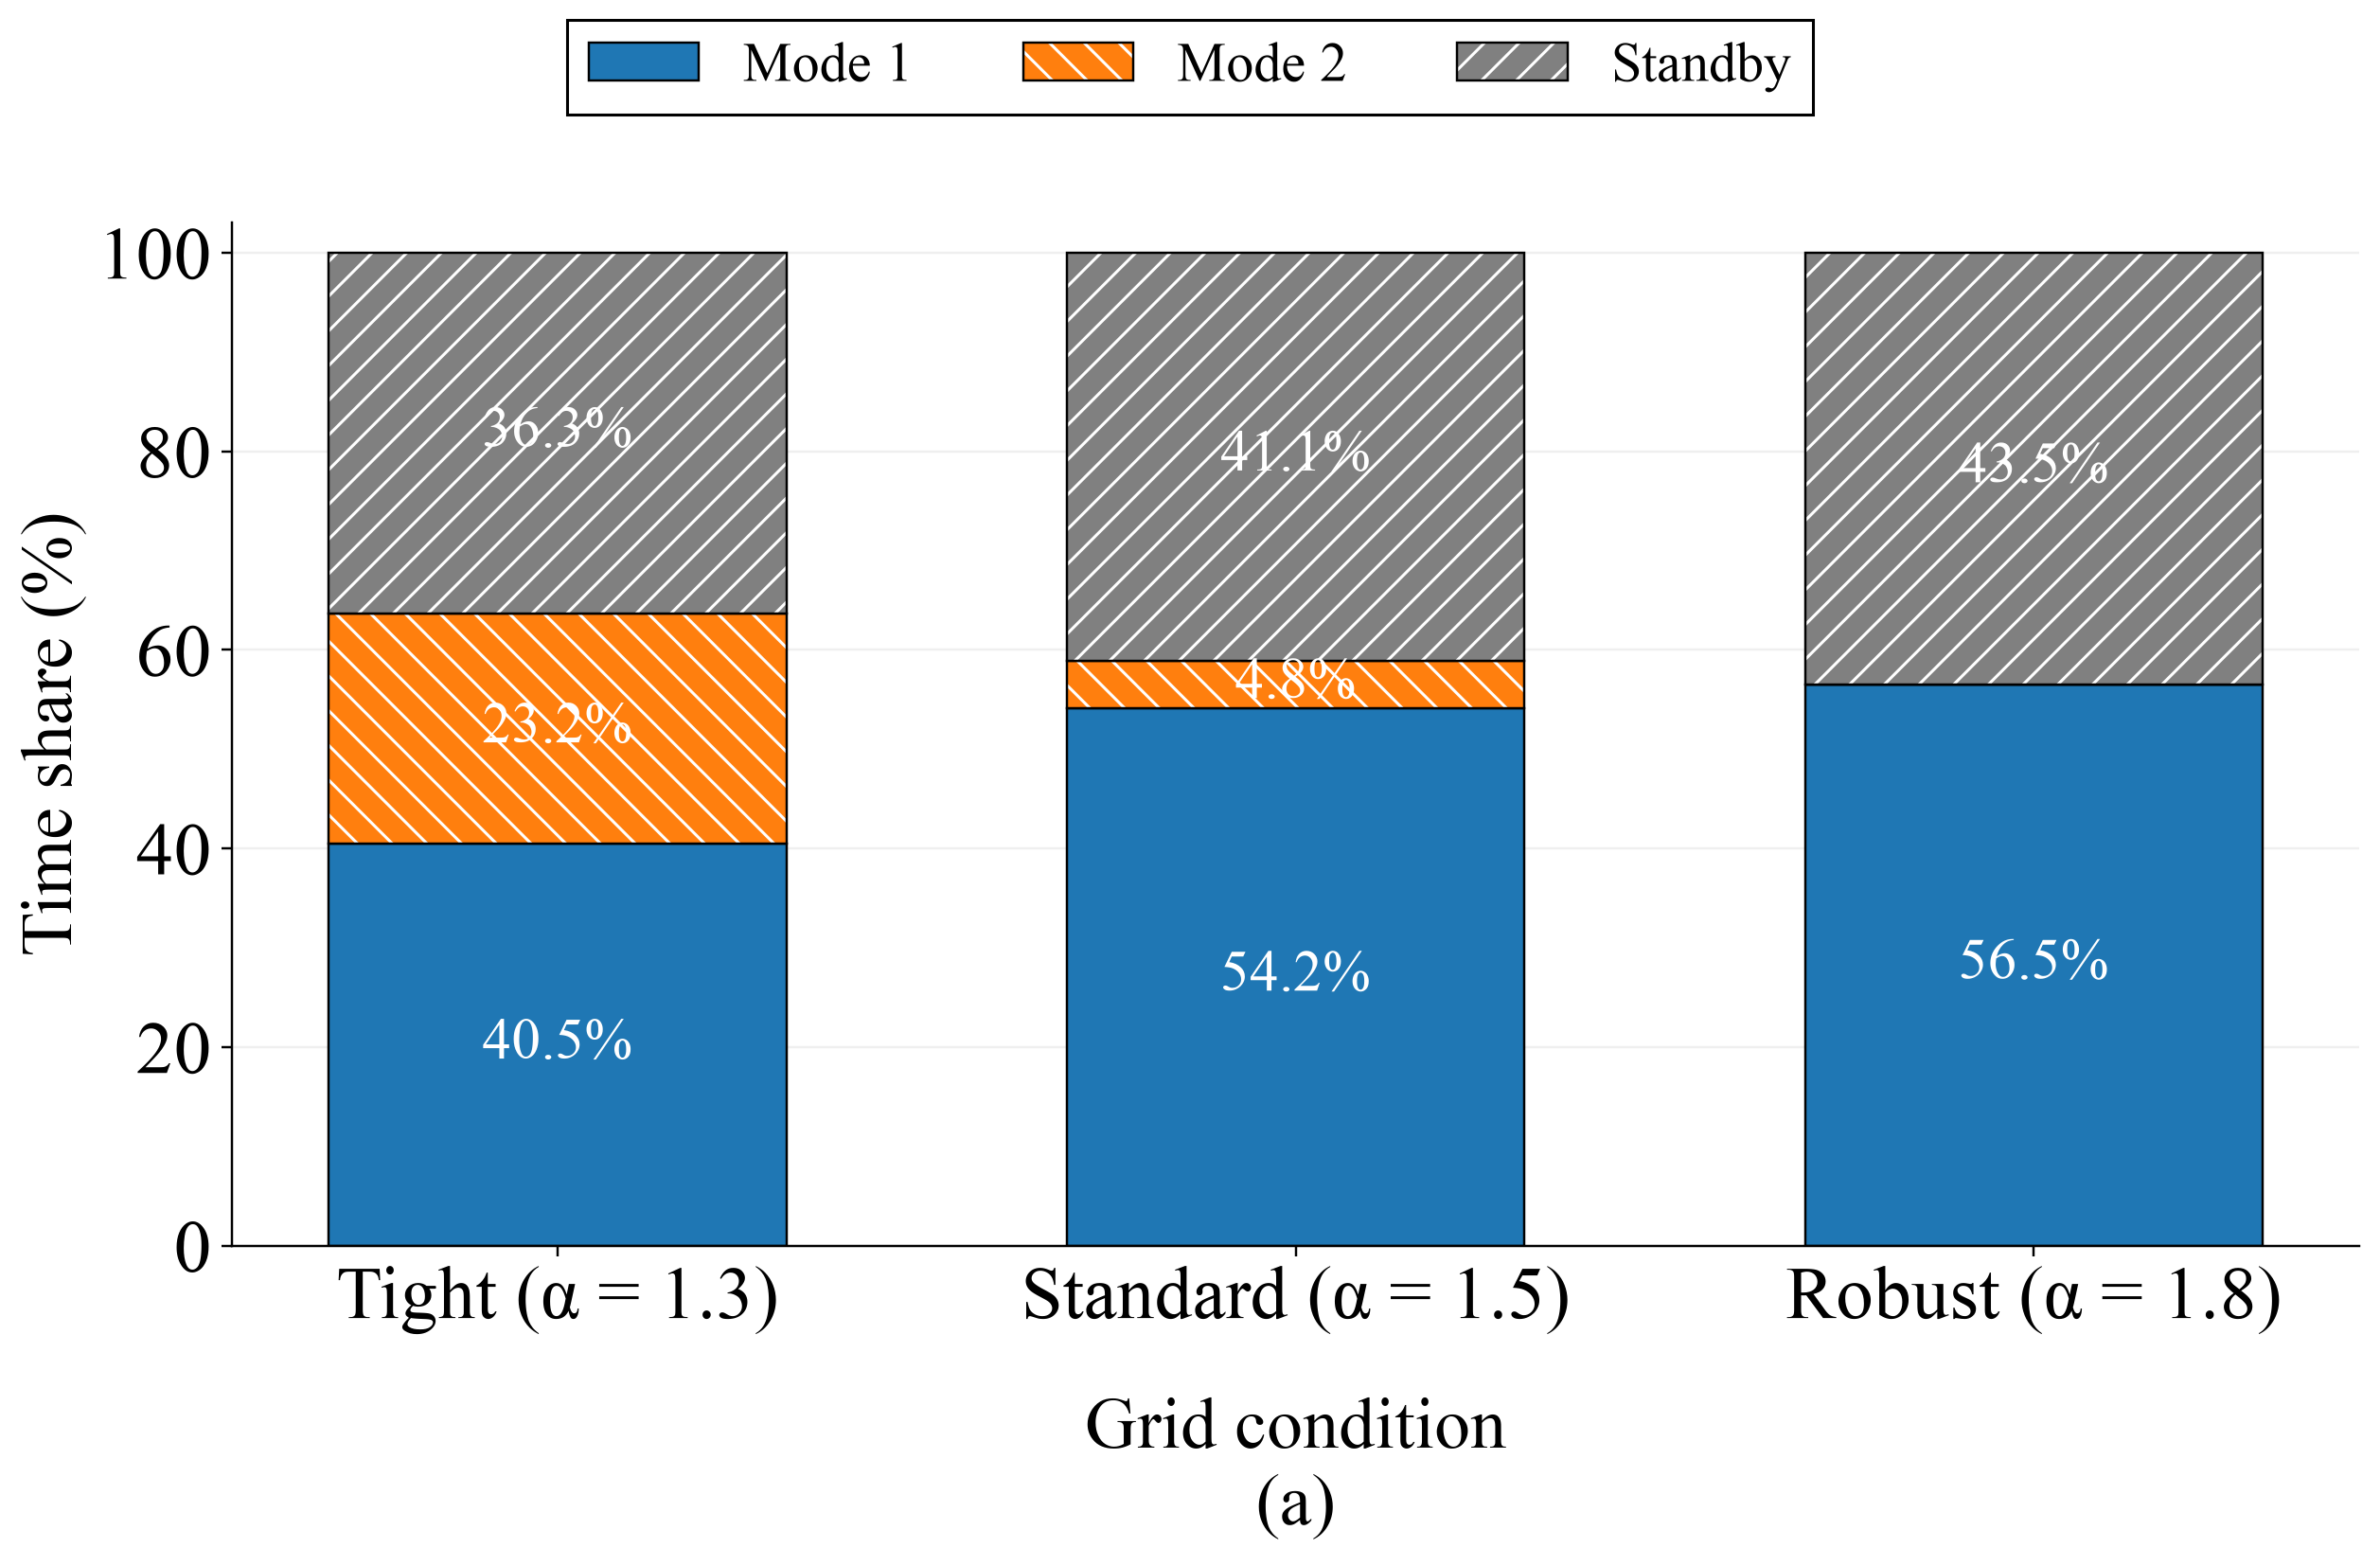 Mode 1 Mode 2 Standby
Time share (%)
100
80
60
40
20
0
36.3% 41.1% 43.5%
23.2% 4.8%
40.5% 54.2% 56.5%
Tight (α = 1.3) Standard (α = 1.5) Robust (α = 1.8)
Grid condition
(a)